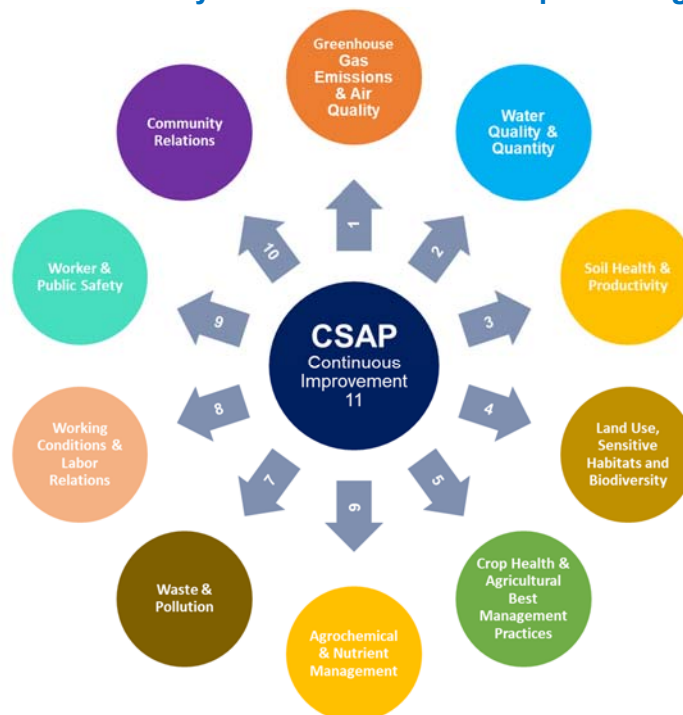 Greenhouse
Gas
Emissions
& Air
Quality
Water
Quality &
Quantity
Soil Health &
Productivity
Land Use,
Sensitive
Habitats and
Biodiversity
Crop Health &
Agricultural
Best
Management
Practices
Agrochemical
& Nutrient
Management
Waste &
Pollution
Working
Conditions &
Labor
Relations
Worker &
Public Safety
Community
Relations
1
2
3
4
5
6
7
8
9
10
CSAP
Continuous
Improvement
11